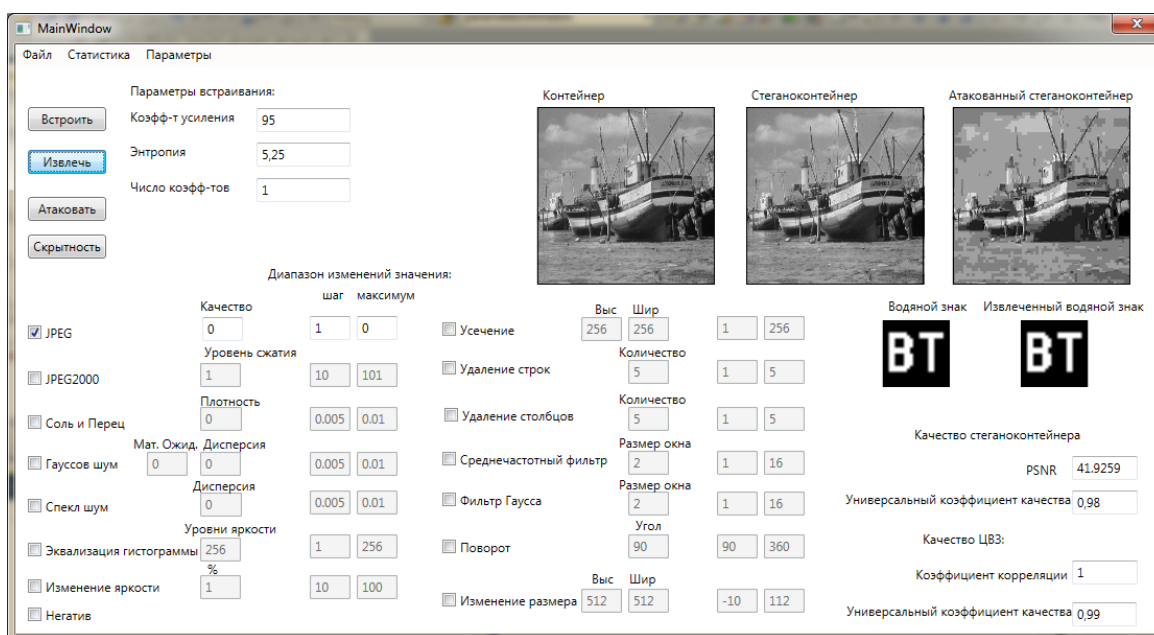 MainWindow
Файл Статистика Параметры
Параметры встраивания:
Встроить Коэфф-т усиления 95
Извлечь Энтропия 5,25
Число коэфф-тов 1
Атаковать
Скрытность
Контейнер Стеганоконтейнер Атакованный стеганоконтейнер
Диапазон изменений значения:
шаг максимум
Качество
JPEG 0 1 0
Уровень сжатия
JPEG2000 1 10 101
Плотность
Соль и Перец 0 0.005 0.01
Мат. Ожид. Дисперсия
Гауссов шум 0 0 0.005 0.01
Дисперсия
Спекл шум 0 0.005 0.01
Уровни яркости
Эквализация гистограммы 256 1 256
%
Изменение яркости 1 10 100
Негатив
Выс Шир
Усечение 256 256 1 256
Количество
Удаление строк 5 1 5
Количество
Удаление столбцов 5 1 5
Размер окна
Среднечастотный фильтр 2 1 16
Размер окна
Фильтр Гаусса 2 1 16
Угол
Поворот 90 90 360
Выс Шир
Изменение размера 512 512 -10 112
Водяной знак Извлеченный водяной знак
ВТ ВТ
Качество стеганоконтейнера
PSNR 41.9259
Универсальный коэффициент качества 0,98
Качество ЦВЗ:
Коэффициент корреляции 1
Универсальный коэффициент качества 0,99